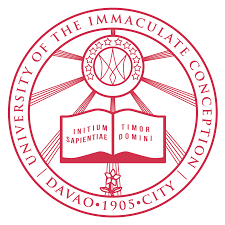 UNIVERSITY OF THE IMMACULATE CONCEPTION
INITIUM TIMOR
SAPIENTIAE DOMINI
DAVAO • 1905 • CITY